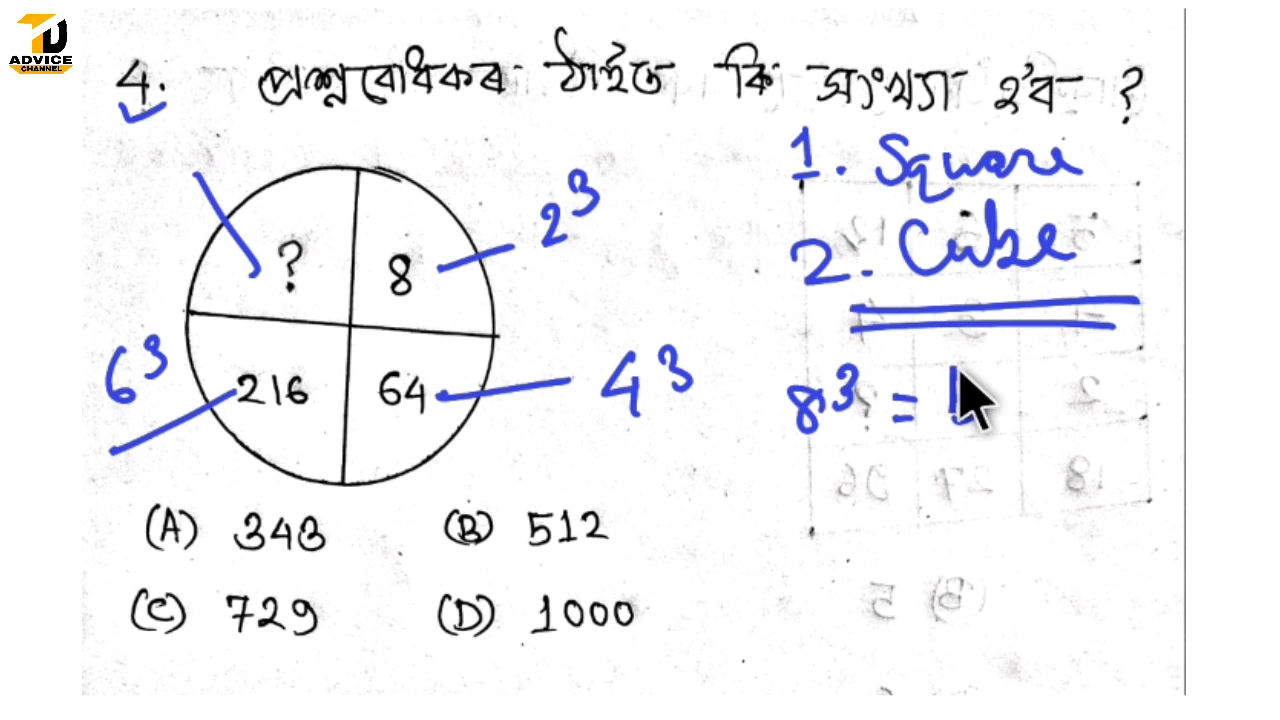 TD
ADVICE
CHANNEL
4. প্ৰশ্নবোধকৰ ঠাইত কি সংখ্যা হ'ব ?
1. Square
2. Cube
? 8 2³
6³ 216 64 4³
8³ =
(A) 343 (B) 512
(C) 729 (D) 1000